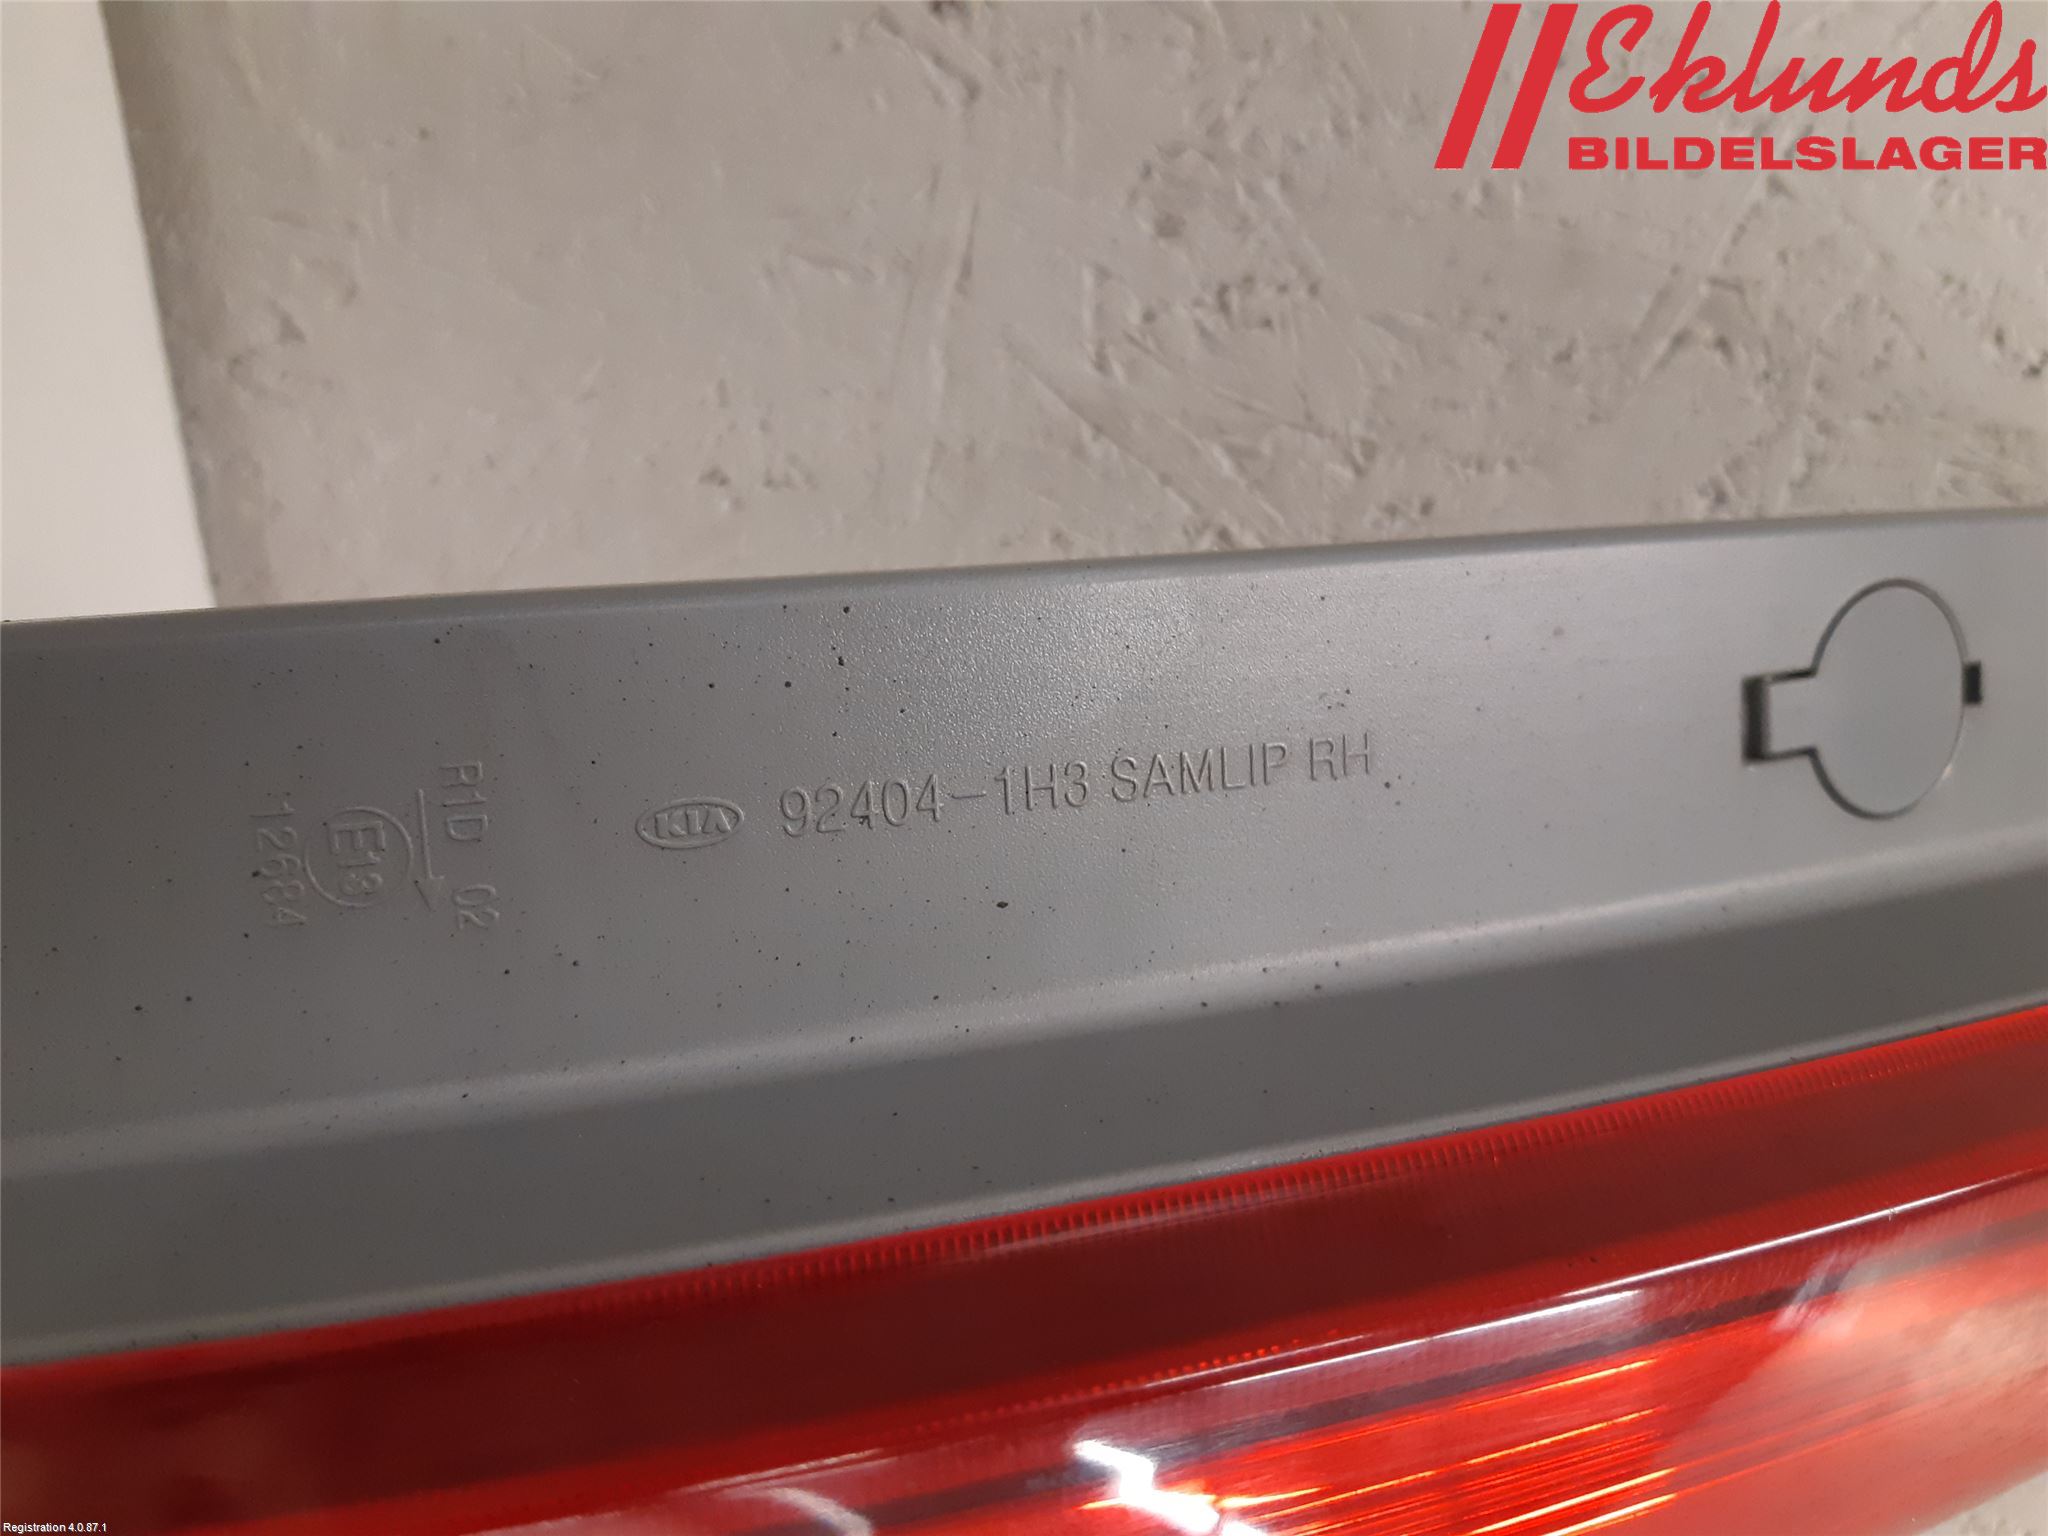 Eklunds
BILDELSLAGER
KIA 92404-1H3 SAMLIP RH
R1D 02
E13
12684
Registration 4.0.87.1